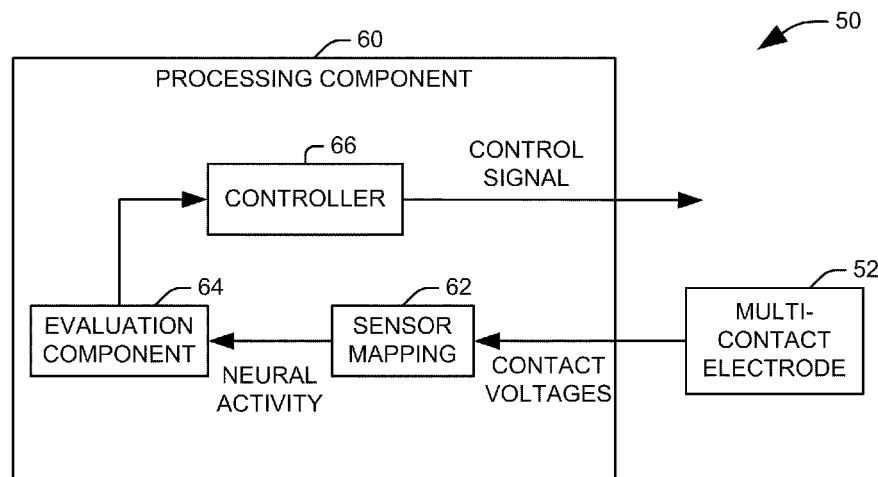 50
60
PROCESSING COMPONENT
66
CONTROLLER
CONTROL
SIGNAL
64
EVALUATION
COMPONENT
NEURAL
ACTIVITY
62
SENSOR
MAPPING
CONTACT
VOLTAGES
52
MULTI-
CONTACT
ELECTRODE